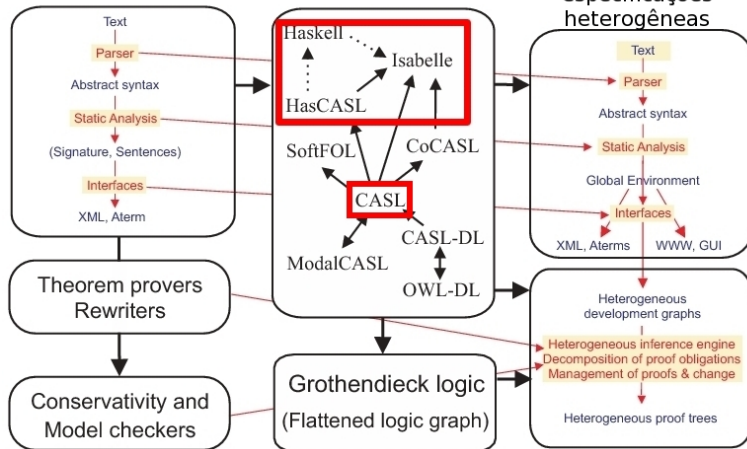 Text
Parser
Abstract syntax
Static Analysis
(Signature, Sentences)
Interfaces
XML, Aterm
Theorem provers
Rewriters
Conservativity and
Model checkers
Haskell
Isabelle
HasCASL
SoftFOL
CoCASL
CASL
CASL-DL
ModalCASL
OWL-DL
Grothendieck logic
(Flattened logic graph)
especificações
heterogêneas
Text
Parser
Abstract syntax
Static Analysis
Global Environment
Interfaces
XML, Aterms
WWW, GUI
Heterogeneous
development graphs
Heterogeneous inference engine
Decomposition of proof obligations
Management of proofs & change
Heterogeneous proof trees